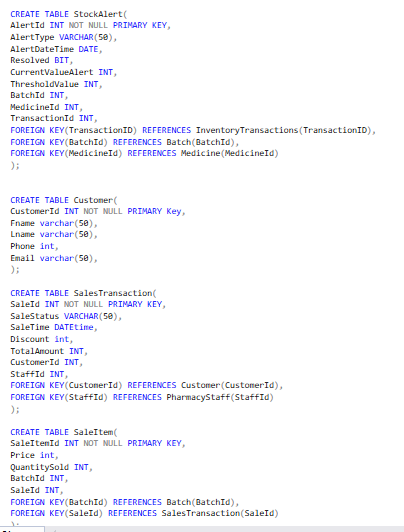 CREATE TABLE StockAlert(
AlertId INT NOT NULL PRIMARY KEY,
AlertType VARCHAR(50),
AlertDateTime DATE,
Resolved BIT,
CurrentValueAlert INT,
ThresholdValue INT,
BatchId INT,
MedicineId INT,
TransactionId INT,
FOREIGN KEY(TransactionID) REFERENCES InventoryTransactions(TransactionID),
FOREIGN KEY(BatchId) REFERENCES Batch(BatchId),
FOREIGN KEY(MedicineId) REFERENCES Medicine(MedicineId)
);
CREATE TABLE Customer(
CustomerId INT NOT NULL PRIMARY Key,
Fname varchar(50),
Lname varchar(50),
Phone int,
Email varchar(50),
);
CREATE TABLE SalesTransaction(
SaleId INT NOT NULL PRIMARY KEY,
SaleStatus VARCHAR(50),
SaleTime DATEtime,
Discount int,
TotalAmount INT,
CustomerId INT,
StaffId INT,
FOREIGN KEY(CustomerId) REFERENCES Customer(CustomerId),
FOREIGN KEY(StaffId) REFERENCES PharmacyStaff(StaffId)
);
CREATE TABLE SaleItem(
SaleItemId INT NOT NULL PRIMARY KEY,
Price int,
QuantitySold INT,
BatchId INT,
SaleId INT,
FOREIGN KEY(BatchId) REFERENCES Batch(BatchId),
FOREIGN KEY(SaleId) REFERENCES SalesTransaction(SaleId)
);